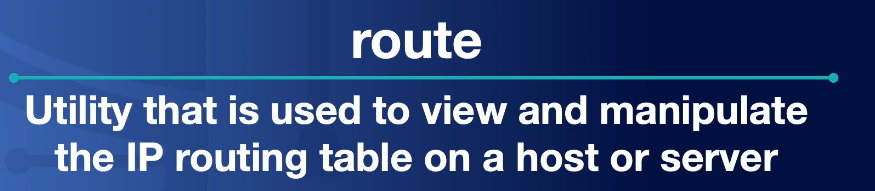 route
Utility that is used to view and manipulate
the IP routing table on a host or server